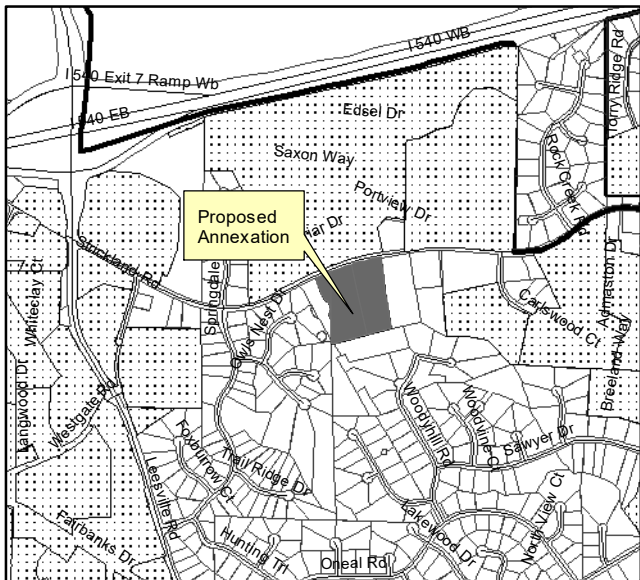 I 540 WB
Torry Ridge Rd
I 540 Exit 7 Ramp Wb
I 540 EB
Edsel Dr
Rock Creek Rd
Saxon Way
Portview Dr
Proposed
Annexation
Dr
Strickland Rd
Springdale
Whiteelay Ct
Admaston Dr
Carlswood Ct
Breeland Way
Owls Nest Dr
Langwood Dr
Westgate Rd
Woodyhill Rd
Woodvine Ct
Sawyer Dr
Foxburrow Ct
Trail Ridge Dr
Leesville Rd
Lakewood Dr
North View Ct
Fairbanks Dr
Hunting Trl
Oneal Rd